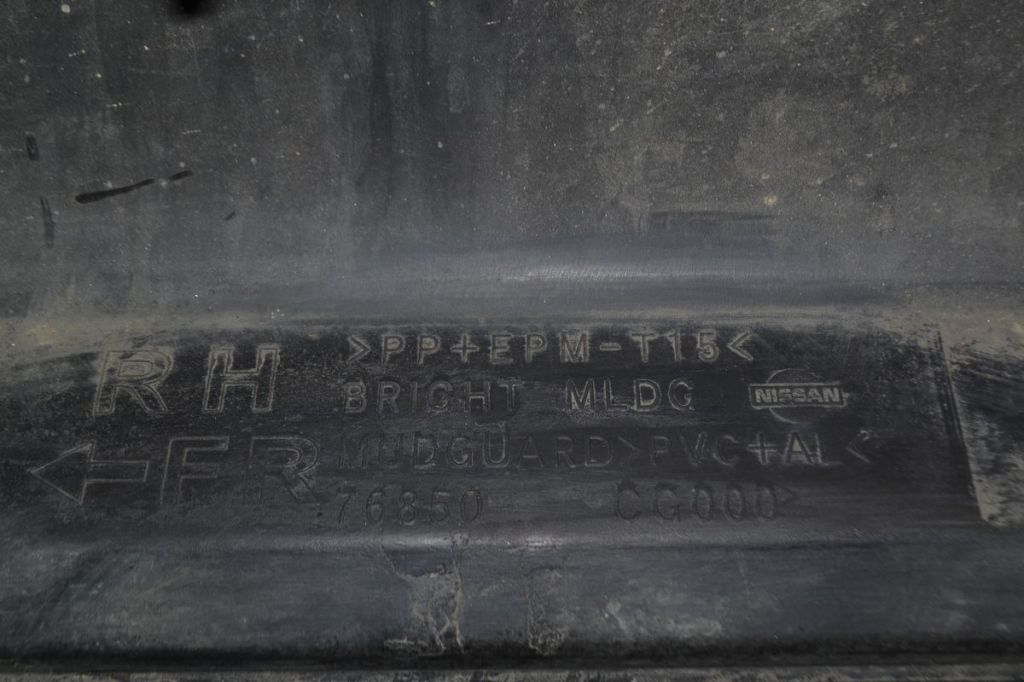 RH >PP+EPM-T15<
BRIGHT MLDG NISSAN
←FR MUDGUARD>PVC+AL<
76850 CG000